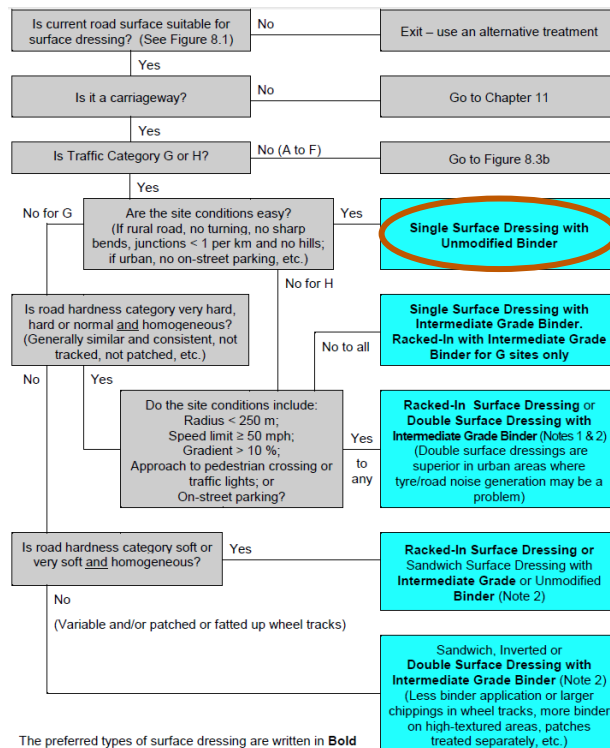 Is current road surface suitable for
surface dressing? (See Figure 8.1)
No
Exit – use an alternative treatment
Yes
Is it a carriageway?
No
Go to Chapter 11
Yes
Is Traffic Category G or H?
No (A to F)
Go to Figure 8.3b
Yes
No for G
Are the site conditions easy?
(If rural road, no turning, no sharp
bends, junctions < 1 per km and no hills;
if urban, no on-street parking, etc.)
Yes
Single Surface Dressing with
Unmodified Binder
No for H
Is road hardness category very hard,
hard or normal and homogeneous?
(Generally similar and consistent, not
tracked, not patched, etc.)
No to all
Single Surface Dressing with
Intermediate Grade Binder.
Racked-In with Intermediate Grade
Binder for G sites only
No
Yes
Do the site conditions include:
Radius < 250 m;
Speed limit ≥ 50 mph;
Gradient > 10 %;
Approach to pedestrian crossing or
traffic lights; or
On-street parking?
Yes
to
any
Racked-In Surface Dressing or
Double Surface Dressing with
Intermediate Grade Binder (Notes 1 & 2)
(Double surface dressings are
superior in urban areas where
tyre/road noise generation may be a
problem)
Is road hardness category soft or
very soft and homogeneous?
Yes
Racked-In Surface Dressing or
Sandwich Surface Dressing with
Intermediate Grade or Unmodified
Binder (Note 2)
No
(Variable and/or patched or fatted up wheel tracks)
Sandwich, Inverted or
Double Surface Dressing with
Intermediate Grade Binder (Note 2)
(Less binder application or larger
chippings in wheel tracks, more binder
on high-textured areas, patches
treated separately, etc.)
The preferred types of surface dressing are written in Bold